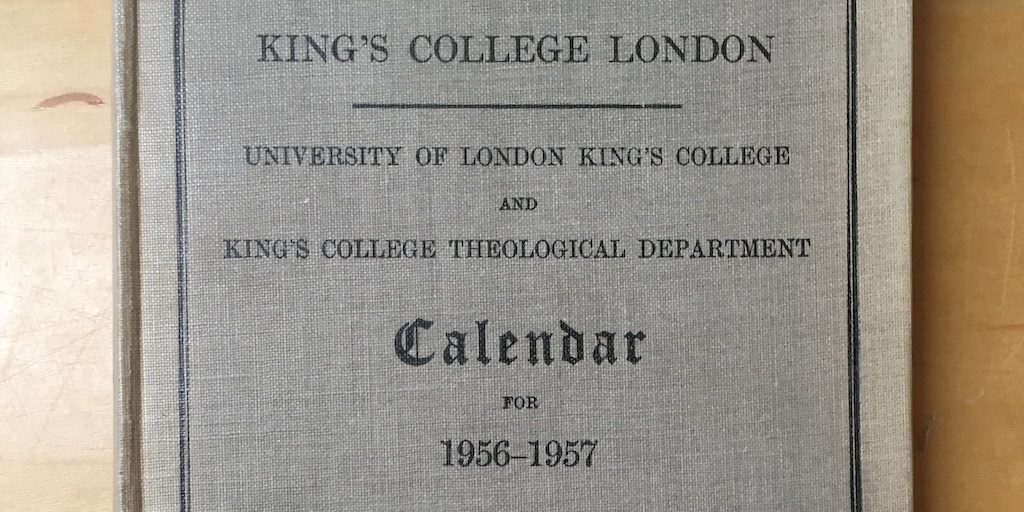 KING'S COLLEGE LONDON
UNIVERSITY OF LONDON KING'S COLLEGE
AND
KING'S COLLEGE THEOLOGICAL DEPARTMENT
Calendar
FOR
1956–1957